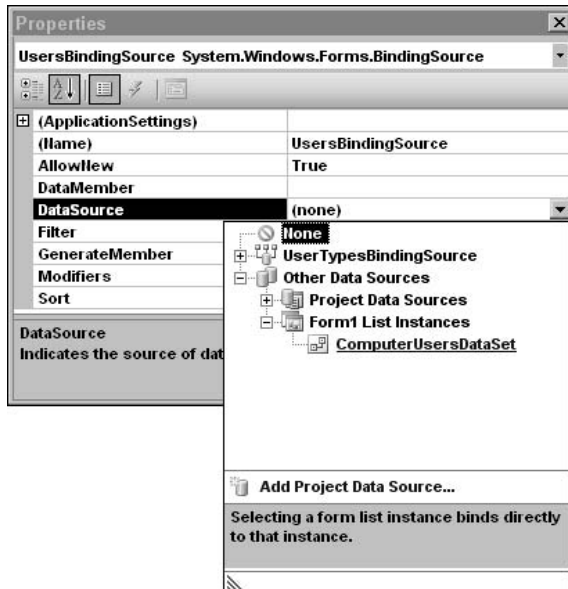 Properties
UsersBindingSource System.Windows.Forms.BindingSource
(ApplicationSettings)
(Name) UsersBindingSource
AllowNew True
DataMember
DataSource (none)
Filter
GenerateMember
Modifiers
Sort
None
UserTypesBindingSource
Other Data Sources
Project Data Sources
Form1 List Instances
ComputerUsersDataSet
DataSource
Indicates the source of dat
Add Project Data Source...
Selecting a form list instance binds directly
to that instance.